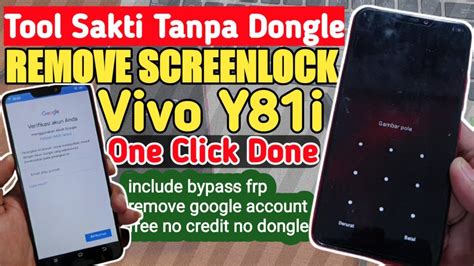 Tool Sakti Tanpa Dongle
REMOVE SCREENLOCK
Vivo Y81i
One Click Done
include bypass frp
remove google account
free no credit no dongle
Google
Verifikasi akun Anda
Gambar pola
Darurat